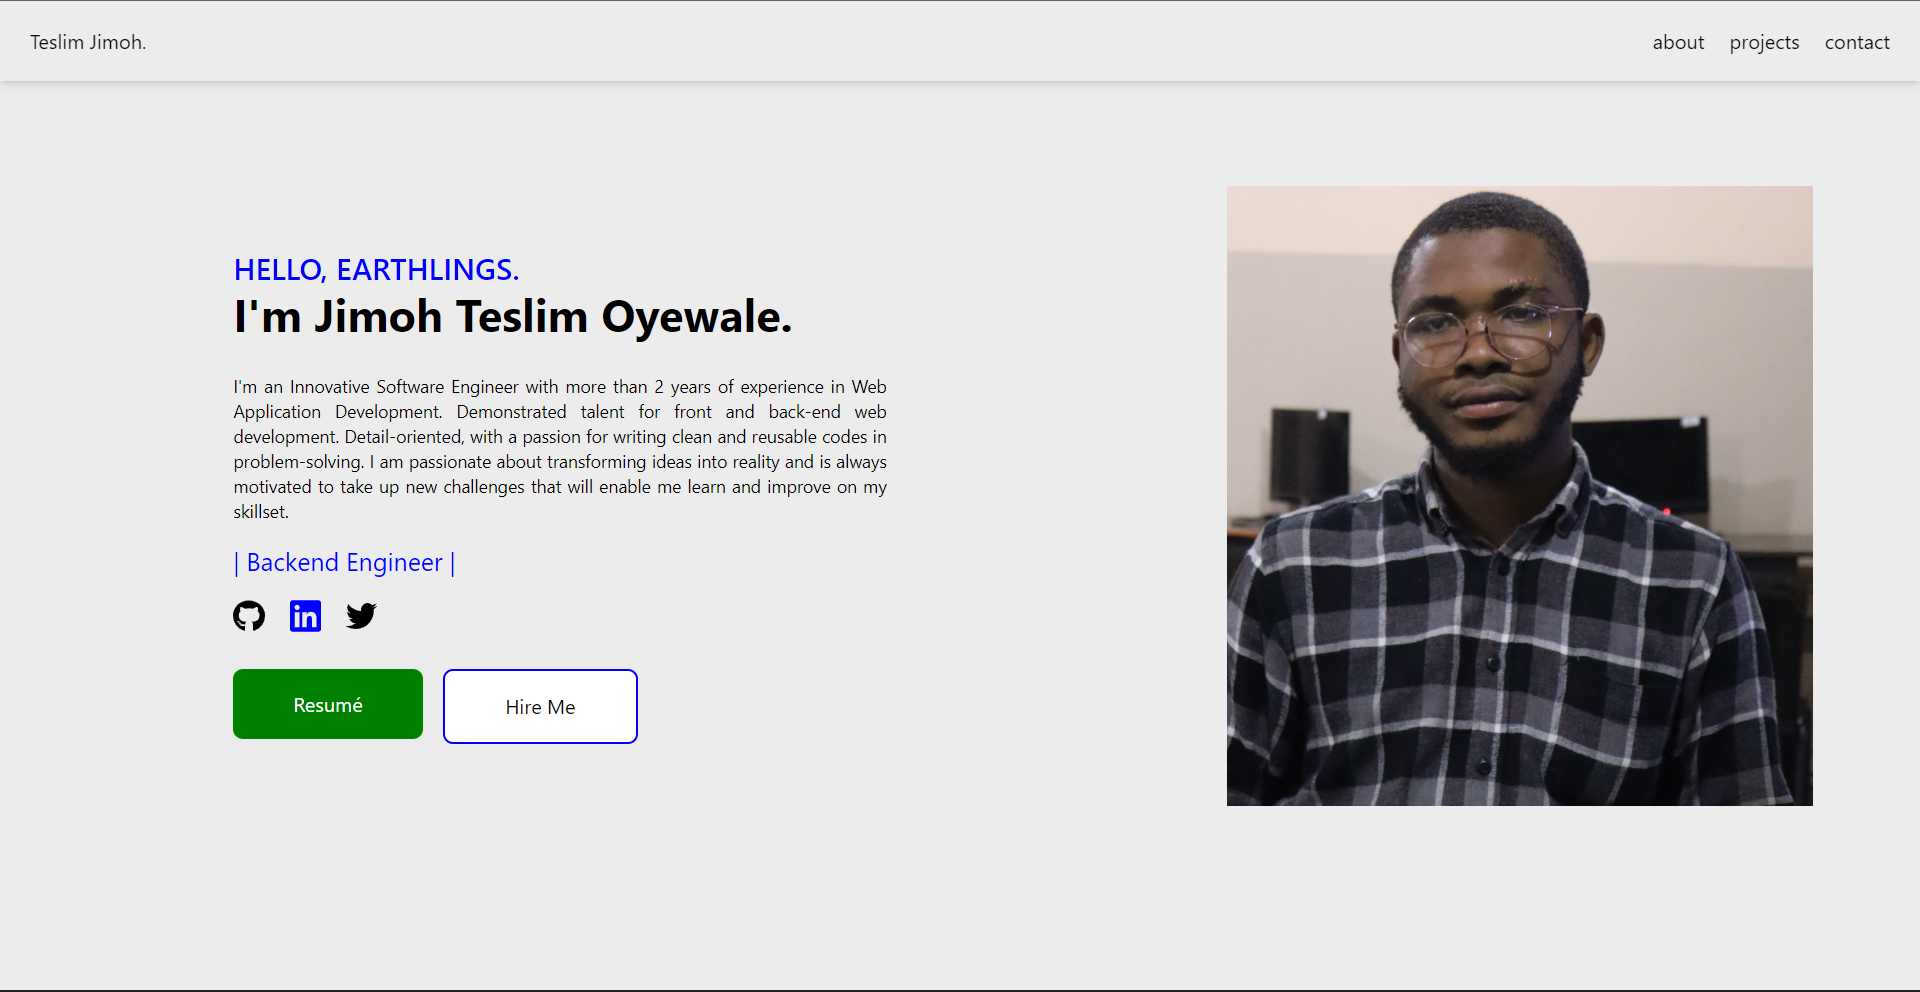 Teslim Jimoh.
about projects contact
HELLO, EARTHLINGS.
I'm Jimoh Teslim Oyewale.
I'm an Innovative Software Engineer with more than 2 years of experience in Web
Application Development. Demonstrated talent for front and back-end web
development. Detail-oriented, with a passion for writing clean and reusable codes in
problem-solving. I am passionate about transforming ideas into reality and is always
motivated to take up new challenges that will enable me learn and improve on my
skillset.
| Backend Engineer |
in
Resumé Hire Me